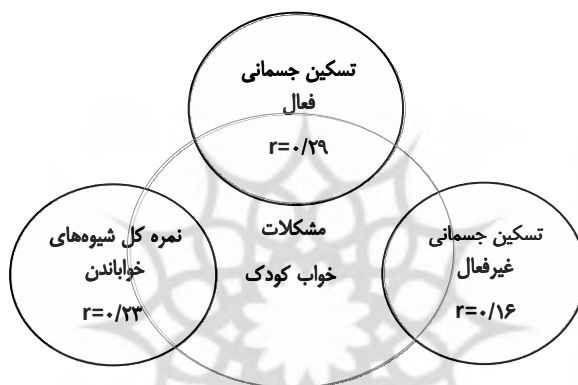 تسکین جسمانی
فعال
r=۰/۲۹
مشکلات
خواب کودک
نمره کل شیوه‌های
خواباندن
r=۰/۲۳
تسکین جسمانی
غیرفعال
r=۰/۱۶